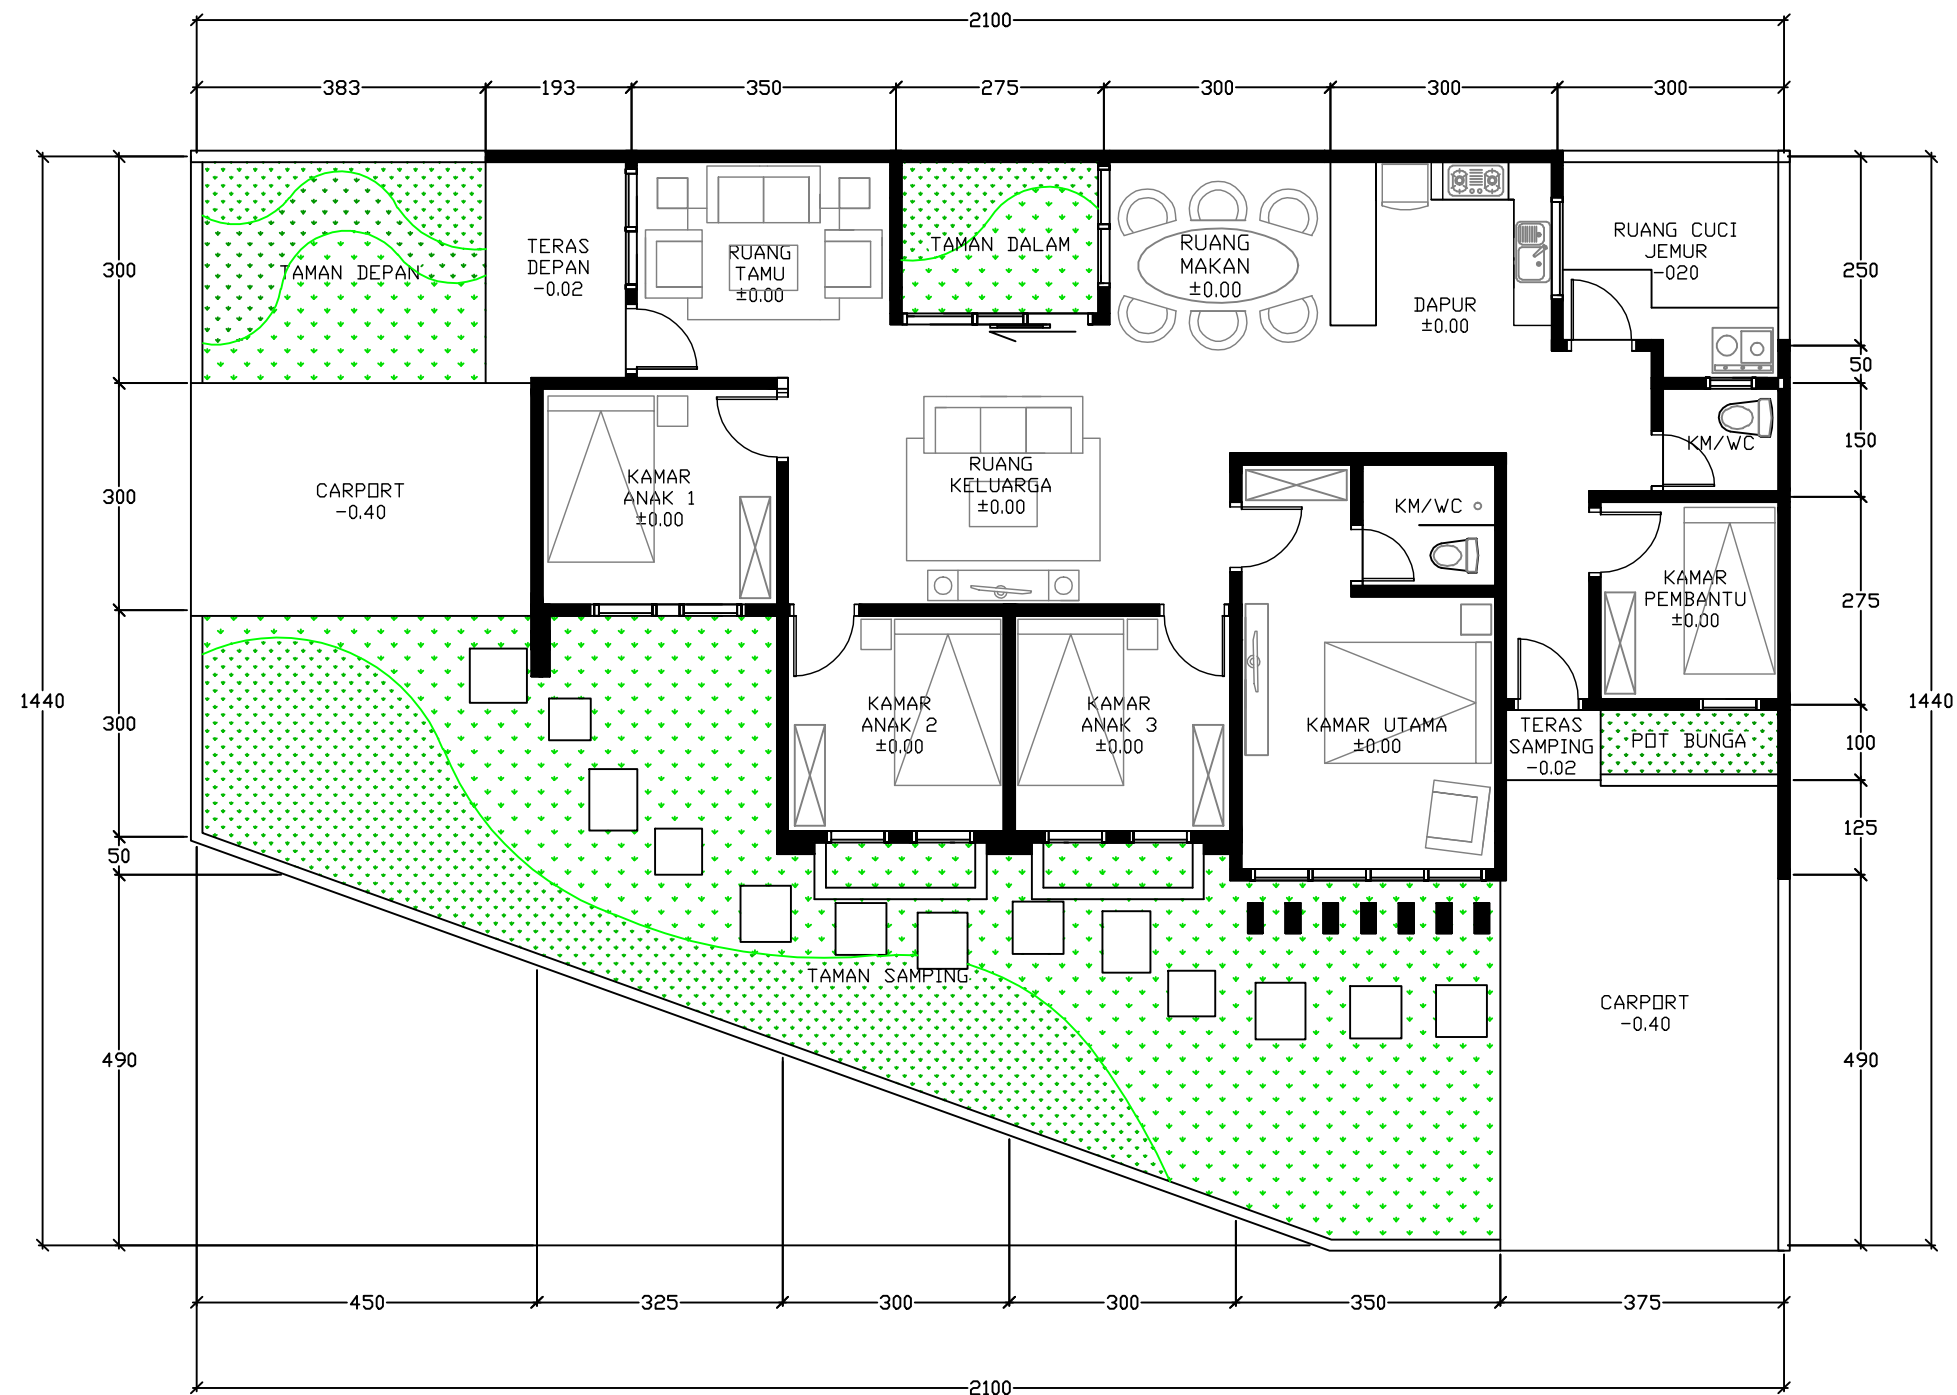 2100
383
193
350
275
300
300
300
TERAS
DEPAN
-0.02
TAMAN DEPAN
RUANG
TAMU
±0.00
TAMAN DALAM
RUANG
MAKAN
±0.00
DAPUR
±0.00
RUANG CUCI
JEMUR
-020
300
250
50
CARPORT
-0.40
KAMAR
ANAK 1
±0.00
RUANG
KELUARGA
±0.00
KM/WC
KM/WC
300
150
KAMAR
PEMBANTU
±0.00
275
1440
300
KAMAR
ANAK 2
±0.00
KAMAR
ANAK 3
±0.00
KAMAR UTAMA
±0.00
TERAS
SAMPING
-0.02
POT BUNGA
100
1440
50
125
TAMAN SAMPING
CARPORT
-0.40
490
490
450
325
300
300
350
375
2100